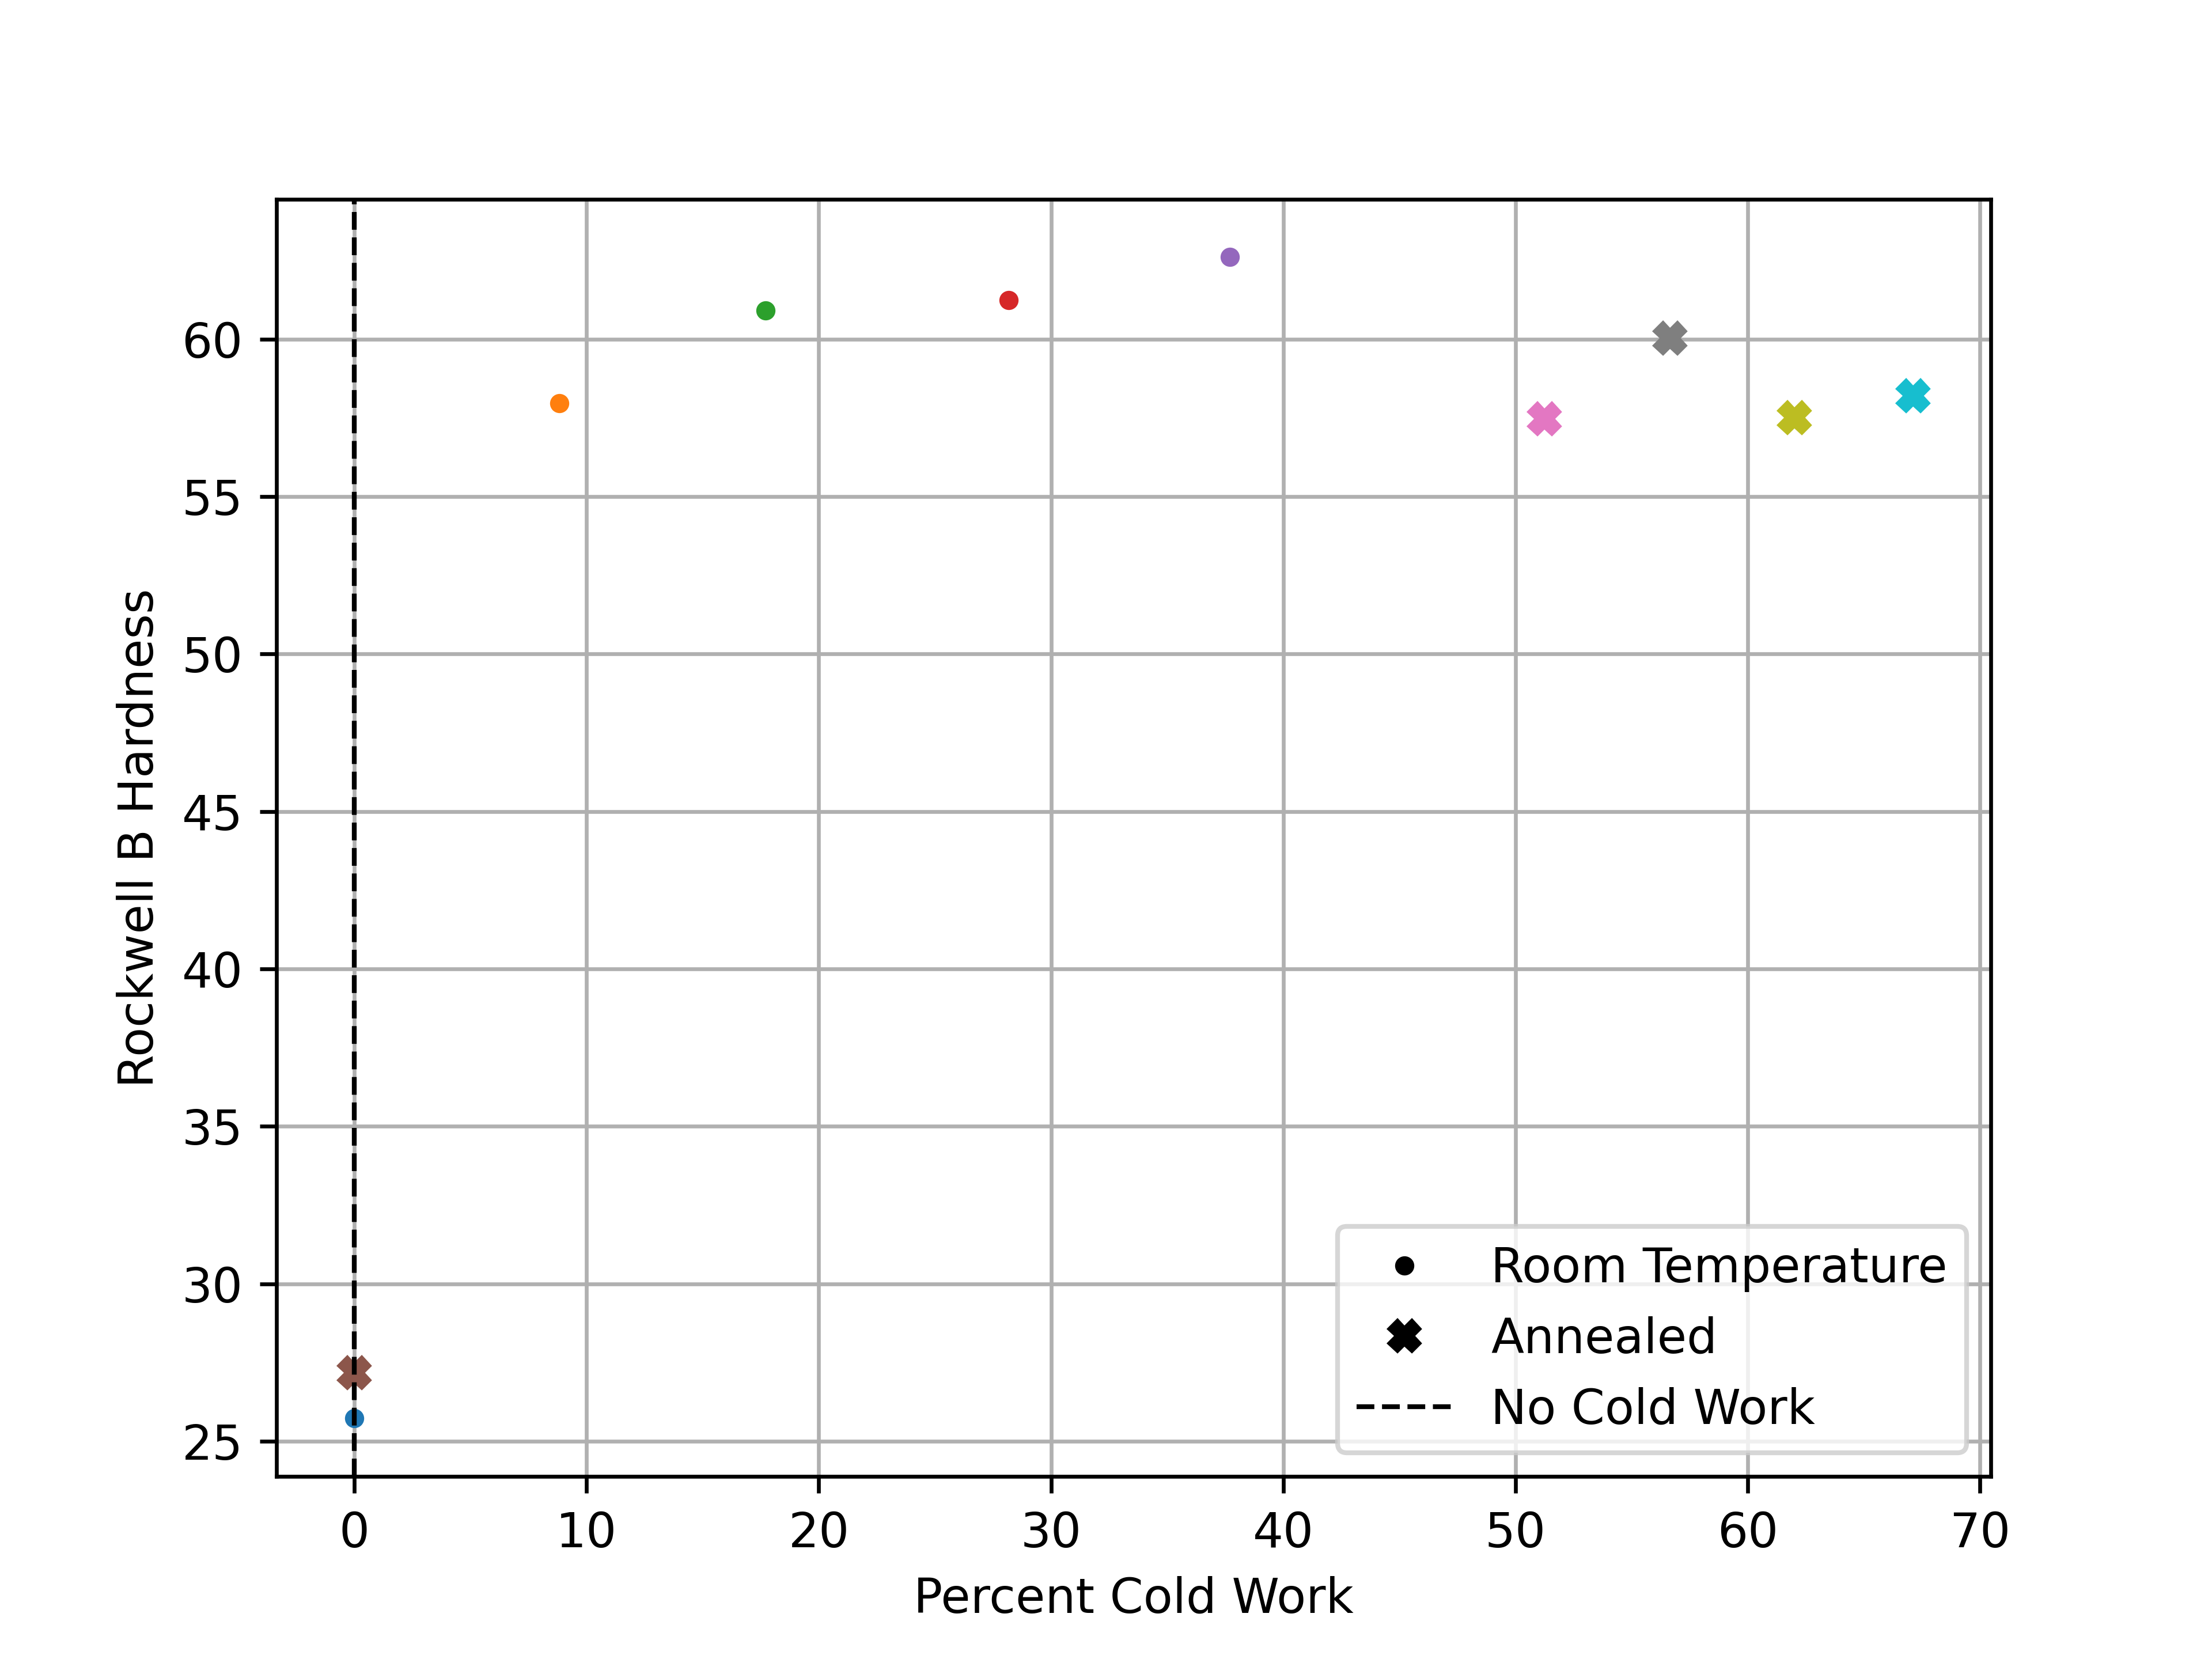 60
55
50
45
40
35
30
25
Rockwell B Hardness
Room Temperature
Annealed
No Cold Work
0 10 20 30 40 50 60 70
Percent Cold Work